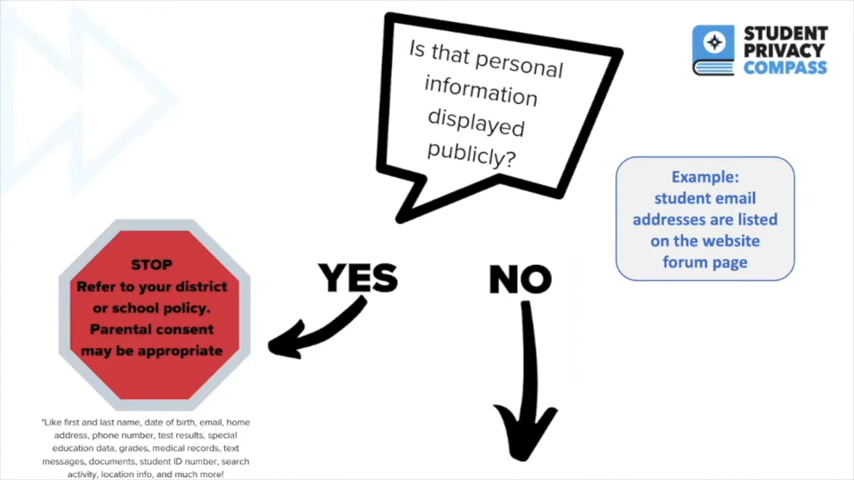 Is that personal
information
displayed
publicly?
STUDENT
PRIVACY
COMPASS
Example:
student email
addresses are listed
on the website
forum page
YES
NO
STOP
Refer to your district
or school policy.
Parental consent
may be appropriate
*Like first and last name, date of birth, email, home
address, phone number, test results, special
education data, grades, medical records, text
messages, documents, student ID number, search
activity, location info, and much more!